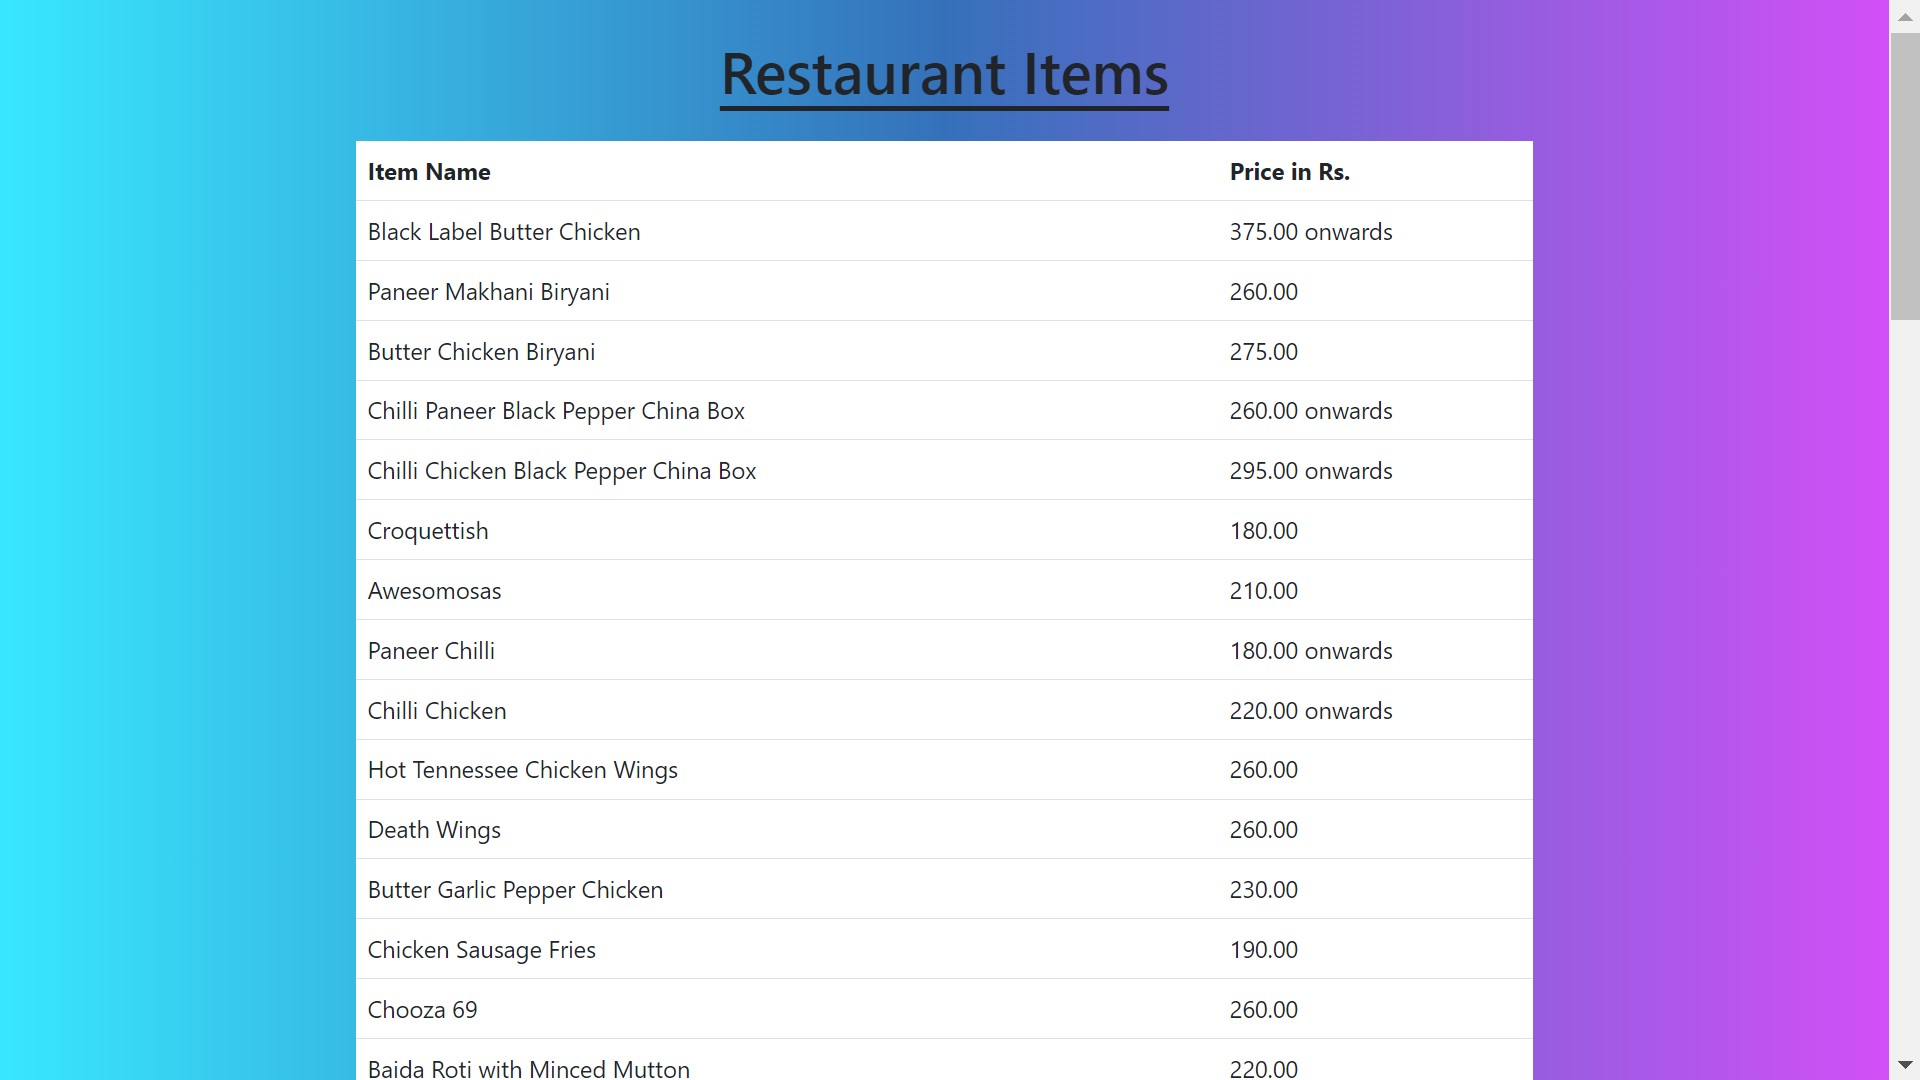 Restaurant Items
Item Name Price in Rs.
Black Label Butter Chicken 375.00 onwards
Paneer Makhani Biryani 260.00
Butter Chicken Biryani 275.00
Chilli Paneer Black Pepper China Box 260.00 onwards
Chilli Chicken Black Pepper China Box 295.00 onwards
Croquettish 180.00
Awesomosas 210.00
Paneer Chilli 180.00 onwards
Chilli Chicken 220.00 onwards
Hot Tennessee Chicken Wings 260.00
Death Wings 260.00
Butter Garlic Pepper Chicken 230.00
Chicken Sausage Fries 190.00
Chooza 69 260.00
Baida Roti with Minced Mutton 220.00